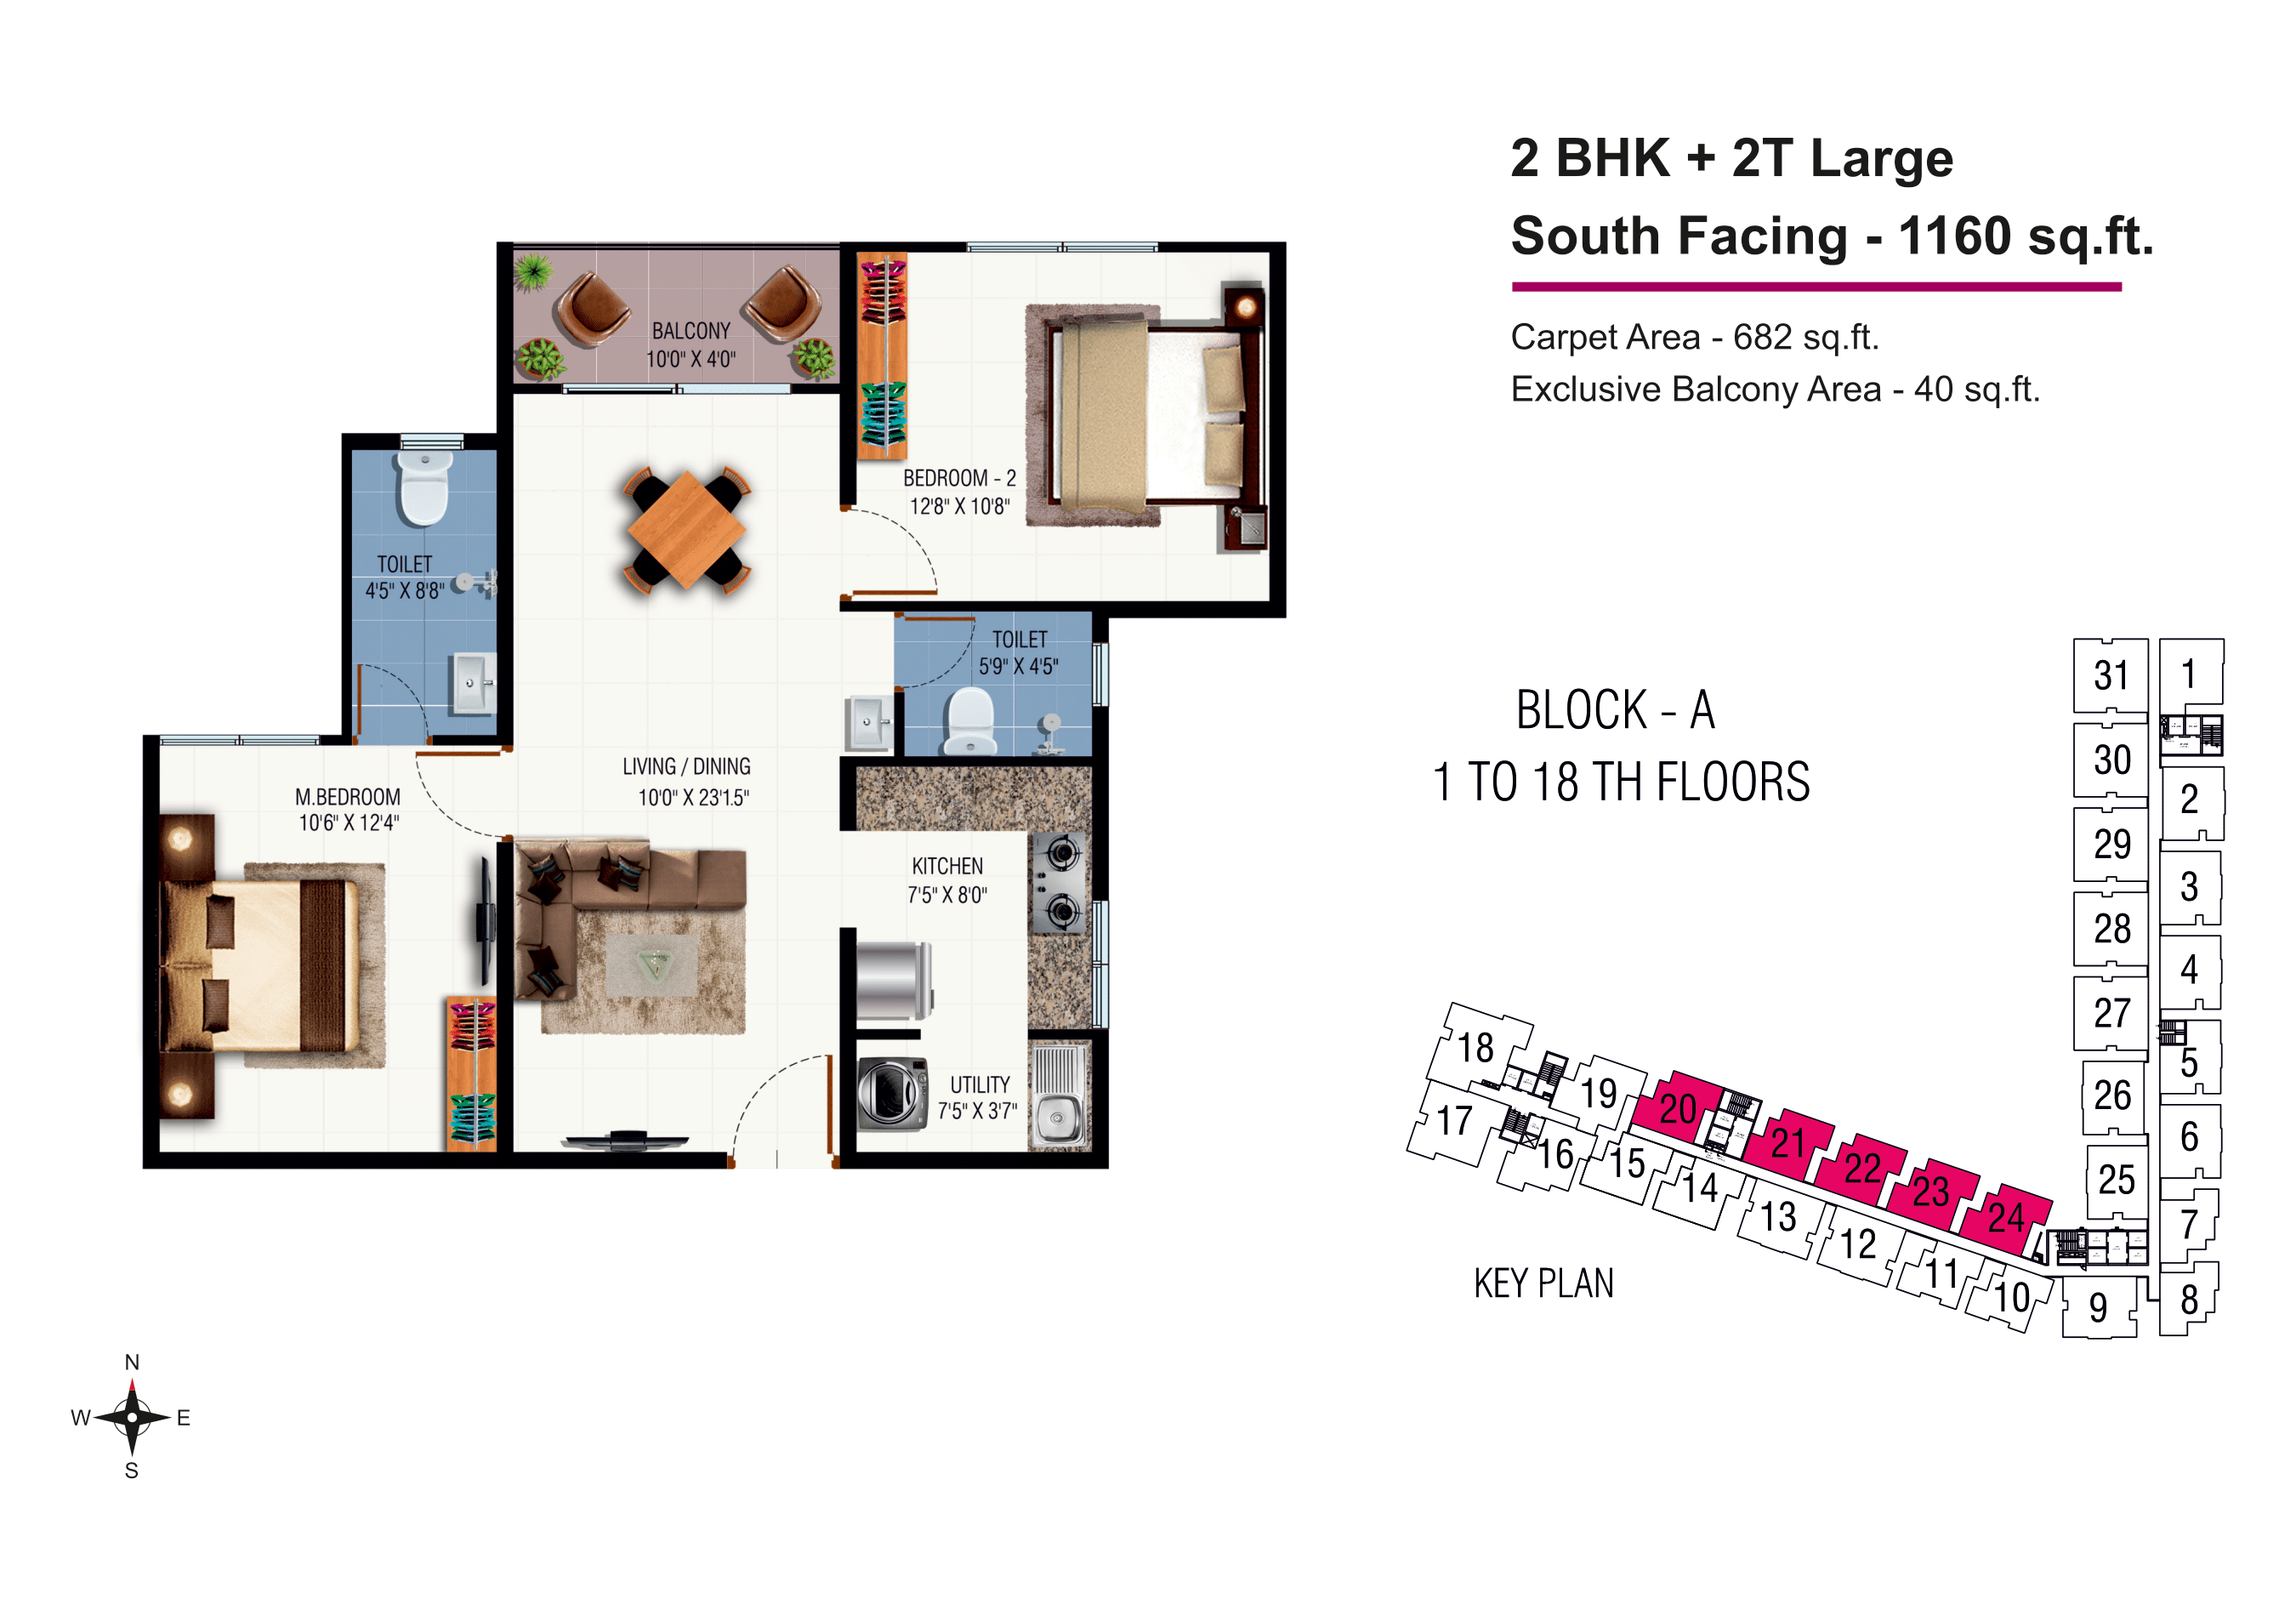 2 BHK + 2T Large
South Facing - 1160 sq.ft.
Carpet Area - 682 sq.ft.
Exclusive Balcony Area - 40 sq.ft.
BALCONY
10'0" X 4'0"
BEDROOM - 2
12'8" X 10'8"
TOILET
4'5" X 8'8"
TOILET
5'9" X 4'5"
LIVING / DINING
10'0" X 23'1.5"
M.BEDROOM
10'6" X 12'4"
KITCHEN
7'5" X 8'0"
UTILITY
7'5" X 3'7"
BLOCK - A
1 TO 18 TH FLOORS
31
1
30
2
29
3
28
4
27
5
26
6
25
7
8
9
18
19
20
21
22
23
24
17
16
15
14
13
12
11
10
KEY PLAN
N
W
E
S